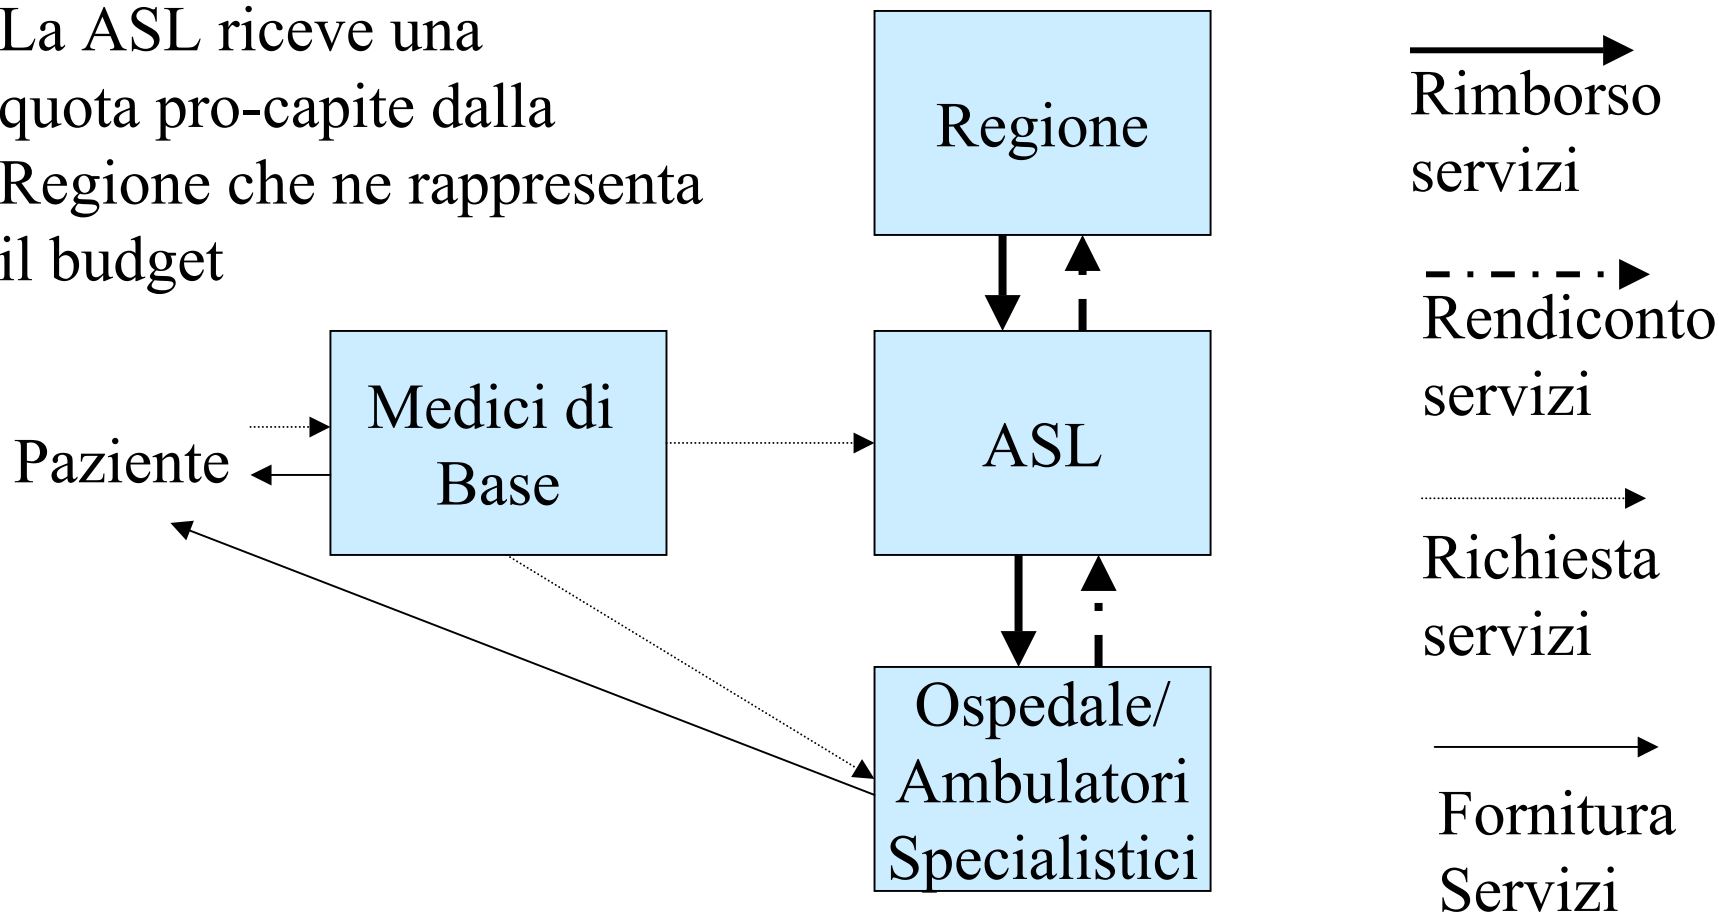 La ASL riceve una
quota pro-capite dalla
Regione che ne rappresenta
il budget
Regione
Rimborso
servizi
Rendiconto
servizi
Paziente
Medici di
Base
ASL
Richiesta
servizi
Ospedale/
Ambulatori
Specialistici
Fornitura
Servizi